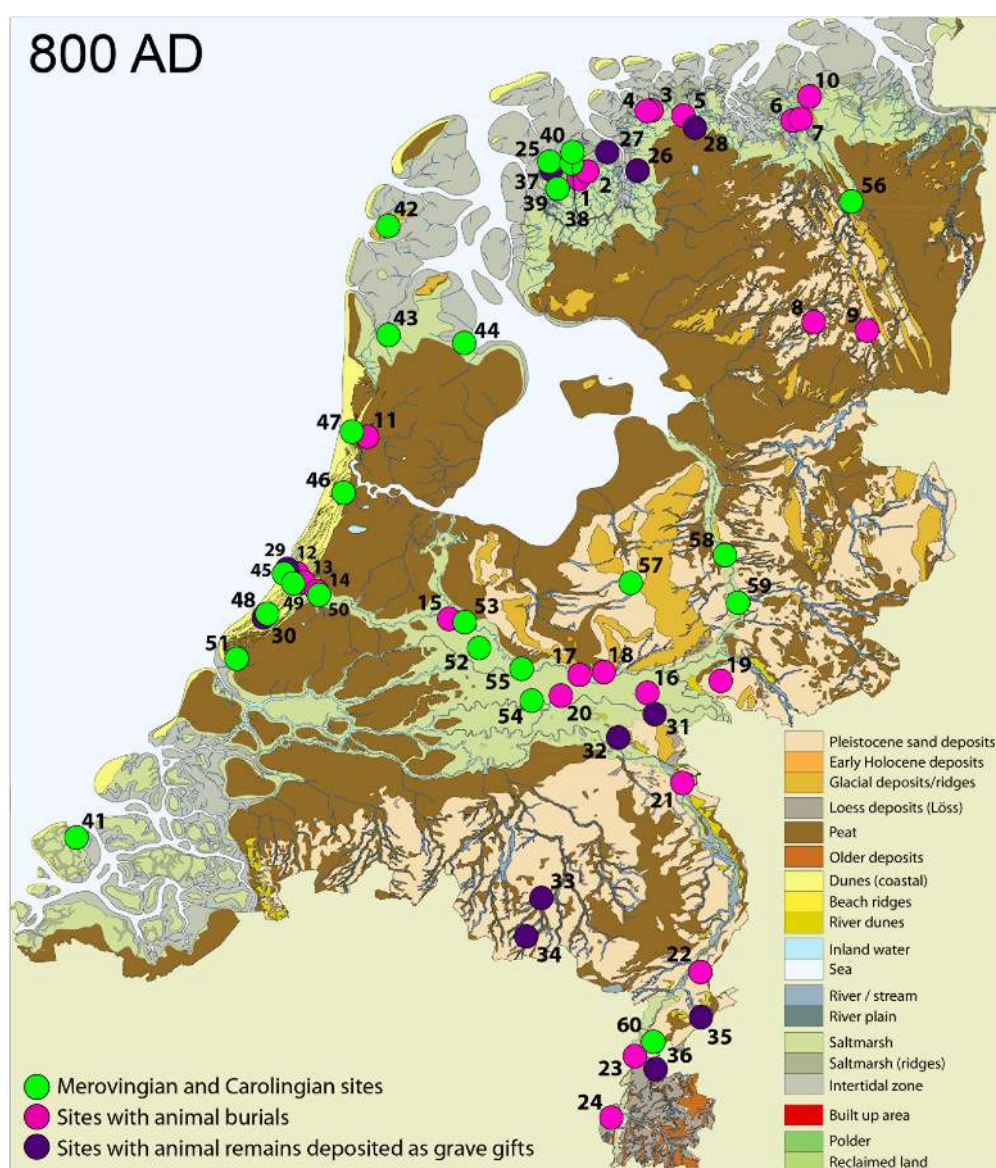 800 AD
10
3
4
5
6
7
28
40
27
25
26
37
2
1
39
38
56
42
8
9
43
44
47
11
46
58
57
29
12
45
13
14
59
49
50
48
30
15
53
51
52
17
18
19
16
55
20
54
31
32
21
41
33
34
22
35
60
23
36
24
Merovingian and Carolingian sites
Sites with animal burials
Sites with animal remains deposited as grave gifts
Pleistocene sand deposits
Early Holocene deposits
Glacial deposits/ridges
Loess deposits (Löss)
Peat
Older deposits
Dunes (coastal)
Beach ridges
River dunes
Inland water
Sea
River / stream
River plain
Saltmarsh
Saltmarsh (ridges)
Intertidal zone
Built up area
Polder
Reclaimed land